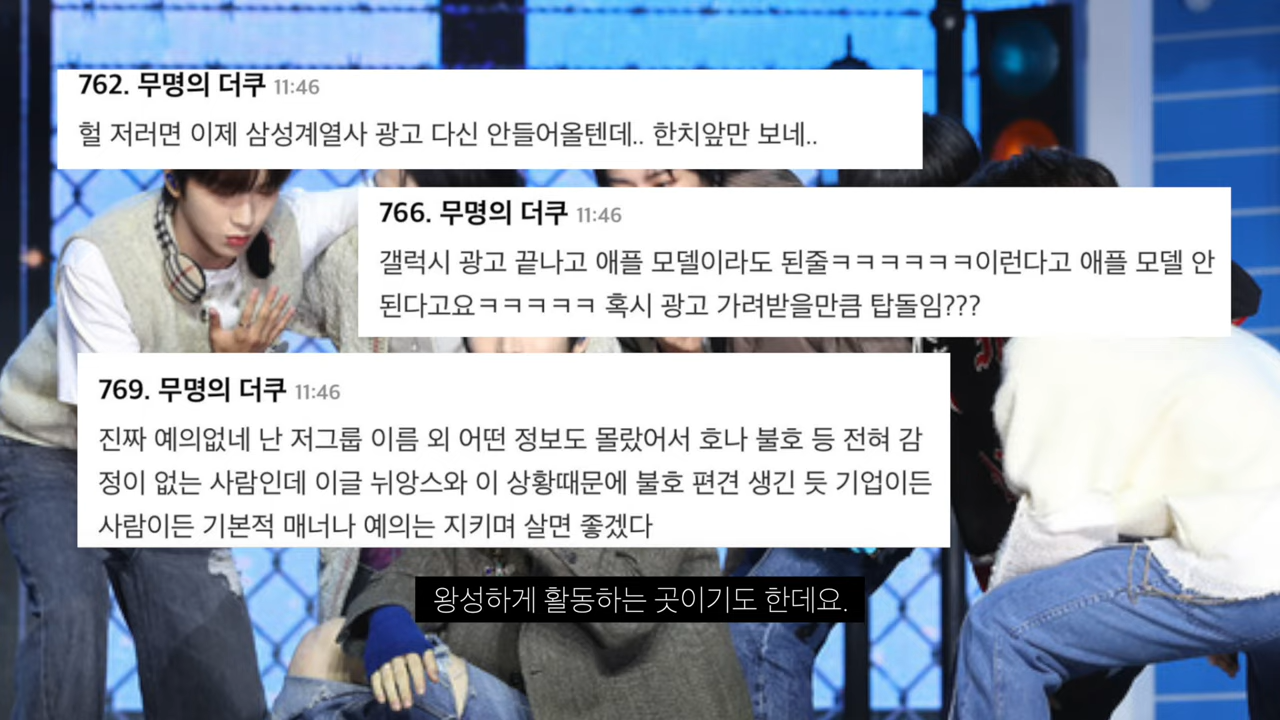 762. 무명의 더쿠 11:46
헐 저러면 이제 삼성계열사 광고 다신 안들어올텐데.. 한치앞만 보네..
766. 무명의 더쿠 11:46
갤럭시 광고 끝나고 애플 모델이라도 된줄ㅋㅋㅋㅋㅋㅋ이런다고 애플 모델 안
된다고요ㅋㅋㅋㅋㅋ 혹시 광고 가려받을만큼 탑돌임???
769. 무명의 더쿠 11:46
진짜 예의없네 난 저그룹 이름 외 어떤 정보도 몰랐어서 호나 불호 등 전혀 감
정이 없는 사람인데 이글 뉘앙스와 이 상황때문에 불호 편견 생긴 듯 기업이든
사람이든 기본적 매너나 예의는 지키며 살면 좋겠다
왕성하게 활동하는 곳이기도 한데요.